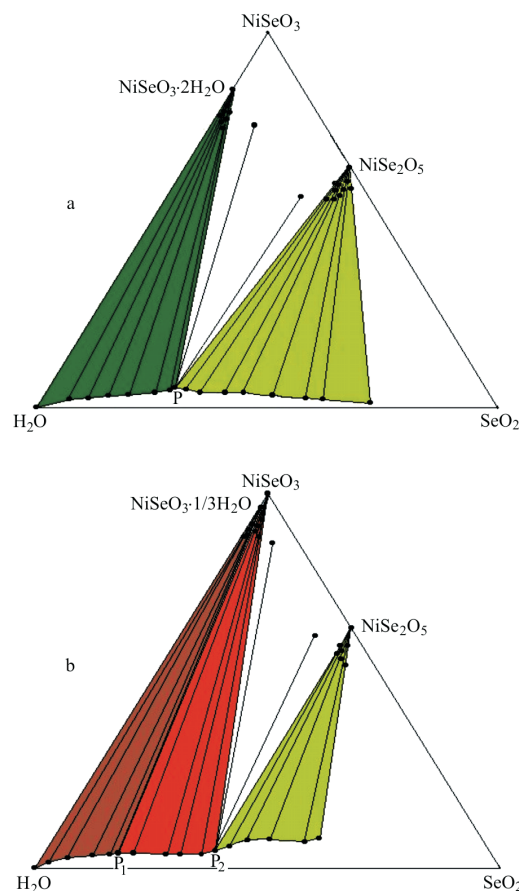 NiSeO₃
NiSeO₃·2H₂O
NiSe₂O₅
a
P
H₂O
SeO₂
NiSeO₃
NiSeO₃·1/3H₂O
NiSe₂O₅
b
P₁
P₂
H₂O
SeO₂